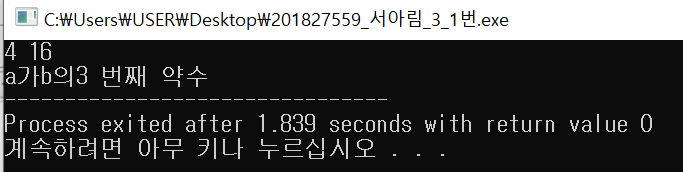 C:₩Users₩USER₩Desktop₩201827559_서아림_3_1번.exe
4 16
a가b의3 번째 약수
--------------------------------
Process exited after 1.839 seconds with return value 0
계속하려면 아무 키나 누르십시오 . . .